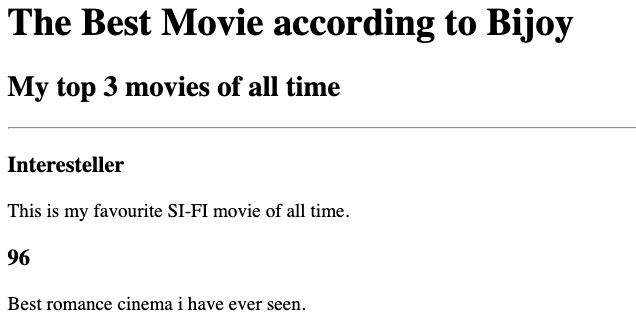 The Best Movie according to Bijoy
My top 3 movies of all time
Interesteller
This is my favourite SI-FI movie of all time.
96
Best romance cinema i have ever seen.